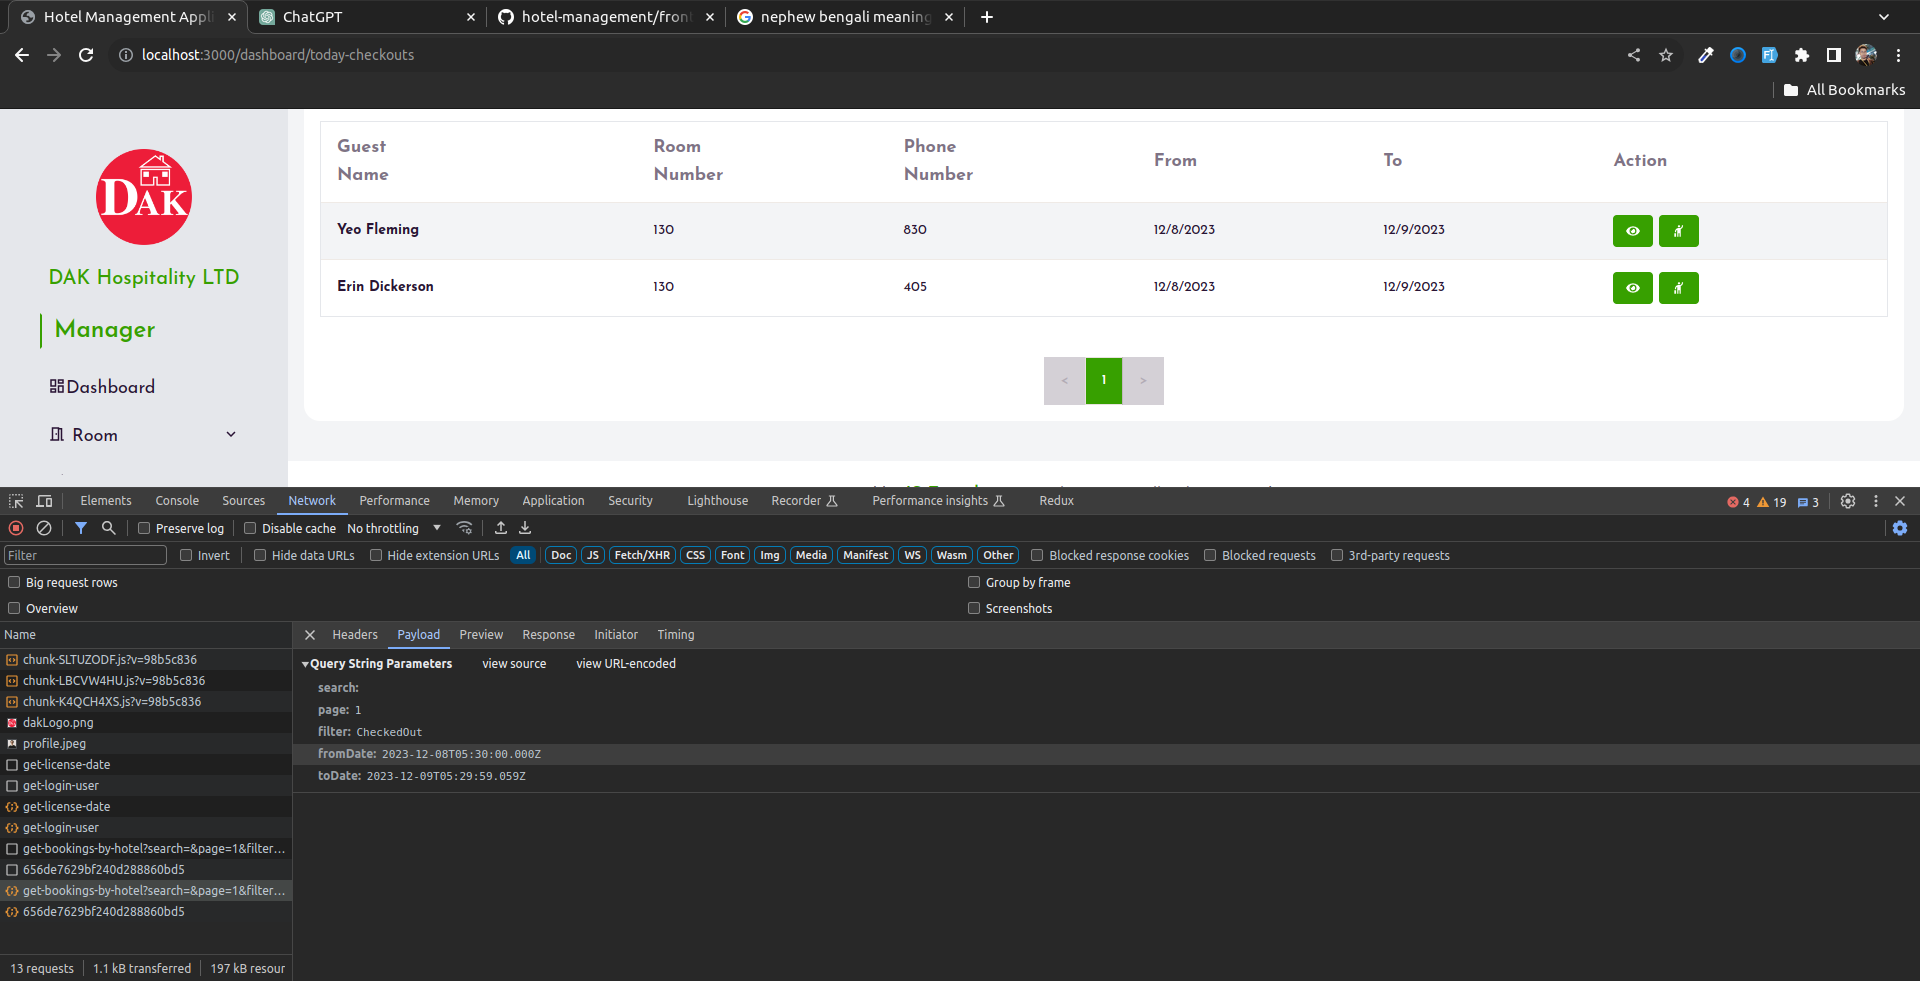 Hotel Management Appli
ChatGPT
hotel-management/front
nephew bengali meaning
localhost:3000/dashboard/today-checkouts
All Bookmarks
DAK
DAK Hospitality LTD
Manager
Dashboard
Room
Guest Name Room Number Phone Number From To Action
Yeo Fleming 130 830 12/8/2023 12/9/2023
Erin Dickerson 130 405 12/8/2023 12/9/2023
< 1 >
Elements Console Sources Network Performance Memory Application Security Lighthouse Recorder Performance insights Redux 4 19 3
Preserve log Disable cache No throttling
Filter Invert Hide data URLs Hide extension URLs All Doc JS Fetch/XHR CSS Font Img Media Manifest WS Wasm Other Blocked response cookies Blocked requests 3rd-party requests
Big request rows Group by frame
Overview Screenshots
Name
chunk-SLTUZODF.js?v=98b5c836
chunk-LBCVW4HU.js?v=98b5c836
chunk-K4QCH4XS.js?v=98b5c836
dakLogo.png
profile.jpeg
get-license-date
get-login-user
get-license-date
get-login-user
get-bookings-by-hotel?search=&page=1&filter...
656de7629bf240d288860bd5
get-bookings-by-hotel?search=&page=1&filter...
656de7629bf240d288860bd5
13 requests 1.1 kB transferred 197 kB resour
Headers Payload Preview Response Initiator Timing
Query String Parameters view source view URL-encoded
search:
page: 1
filter: CheckedOut
fromDate: 2023-12-08T05:30:00.000Z
toDate: 2023-12-09T05:29:59.059Z